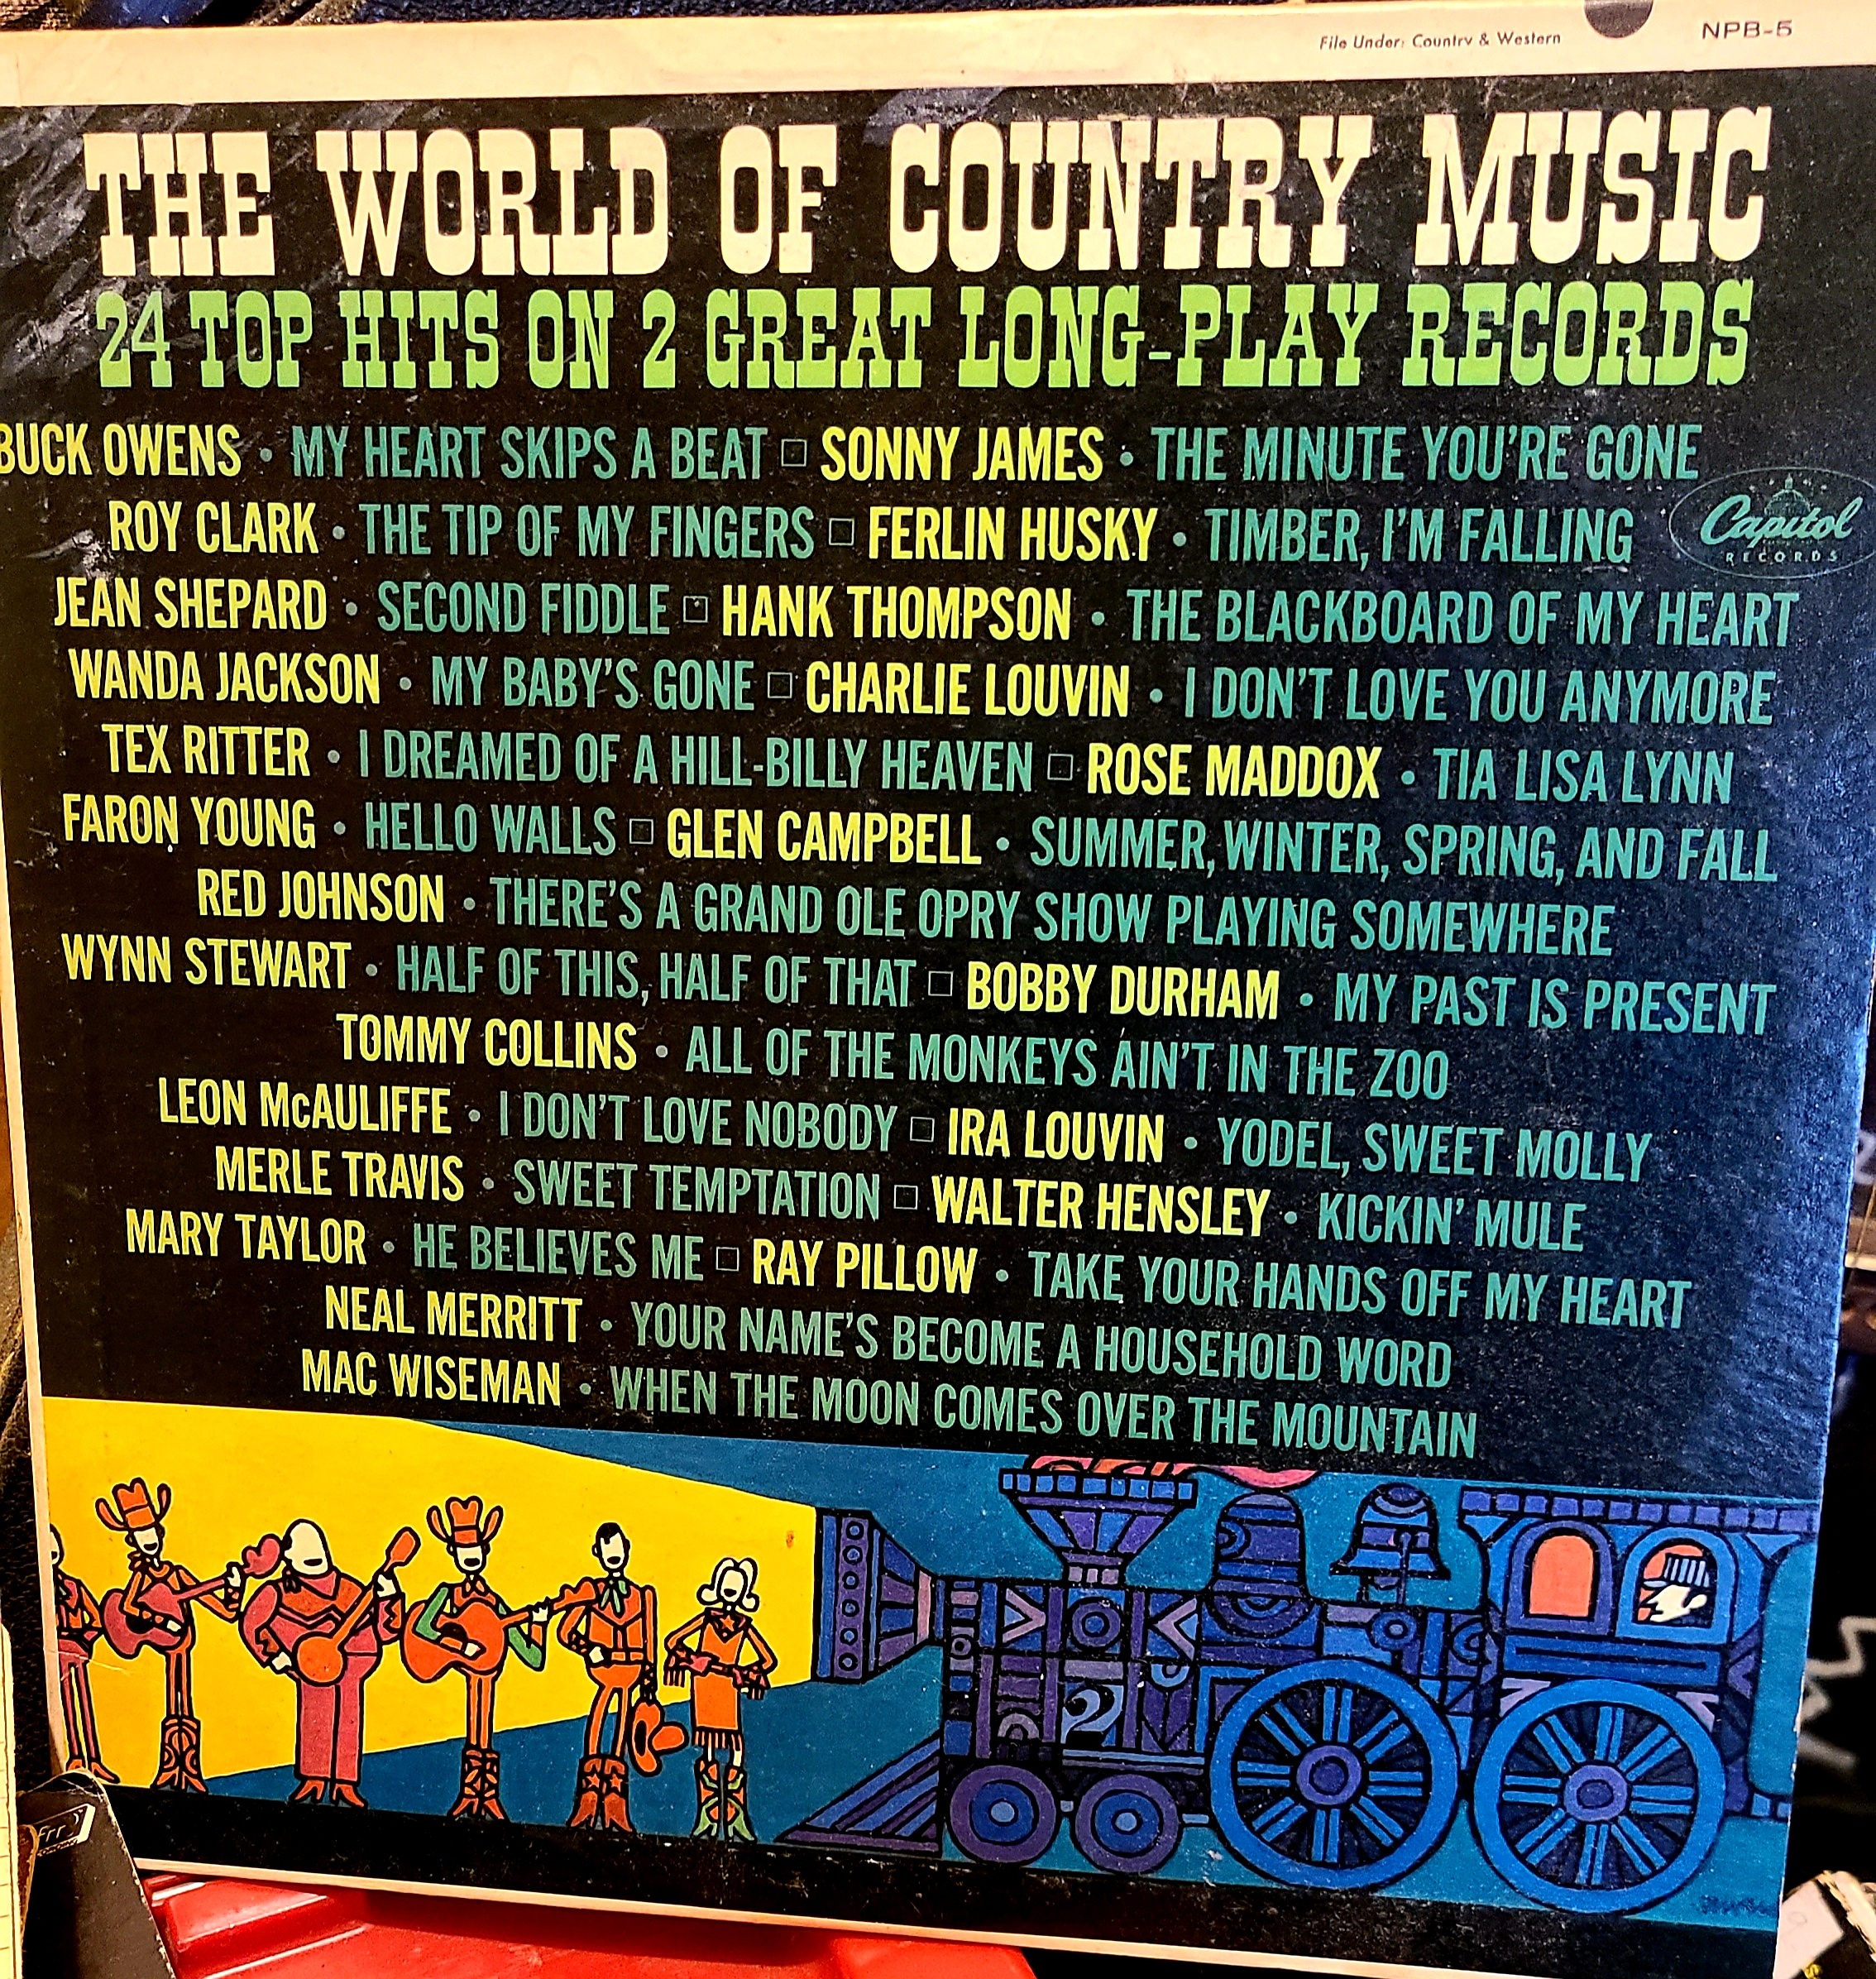 File Under: Country & Western
NPB-5
THE WORLD OF COUNTRY MUSIC
24 TOP HITS ON 2 GREAT LONG-PLAY RECORDS
BUCK OWENS • MY HEART SKIPS A BEAT □ SONNY JAMES • THE MINUTE YOU'RE GONE
ROY CLARK • THE TIP OF MY FINGERS □ FERLIN HUSKY • TIMBER, I'M FALLING
Capitol
RECORDS
JEAN SHEPARD • SECOND FIDDLE □ HANK THOMPSON • THE BLACKBOARD OF MY HEART
WANDA JACKSON • MY BABY'S GONE □ CHARLIE LOUVIN • I DON'T LOVE YOU ANYMORE
TEX RITTER • I DREAMED OF A HILL-BILLY HEAVEN □ ROSE MADDOX • TIA LISA LYNN
FARON YOUNG • HELLO WALLS □ GLEN CAMPBELL • SUMMER, WINTER, SPRING, AND FALL
RED JOHNSON • THERE'S A GRAND OLE OPRY SHOW PLAYING SOMEWHERE
WYNN STEWART • HALF OF THIS, HALF OF THAT □ BOBBY DURHAM • MY PAST IS PRESENT
TOMMY COLLINS • ALL OF THE MONKEYS AIN'T IN THE ZOO
LEON McAULIFFE • I DON'T LOVE NOBODY □ IRA LOUVIN • YODEL, SWEET MOLLY
MERLE TRAVIS • SWEET TEMPTATION □ WALTER HENSLEY • KICKIN' MULE
MARY TAYLOR • HE BELIEVES ME □ RAY PILLOW • TAKE YOUR HANDS OFF MY HEART
NEAL MERRITT • YOUR NAME'S BECOME A HOUSEHOLD WORD
MAC WISEMAN • WHEN THE MOON COMES OVER THE MOUNTAIN
2